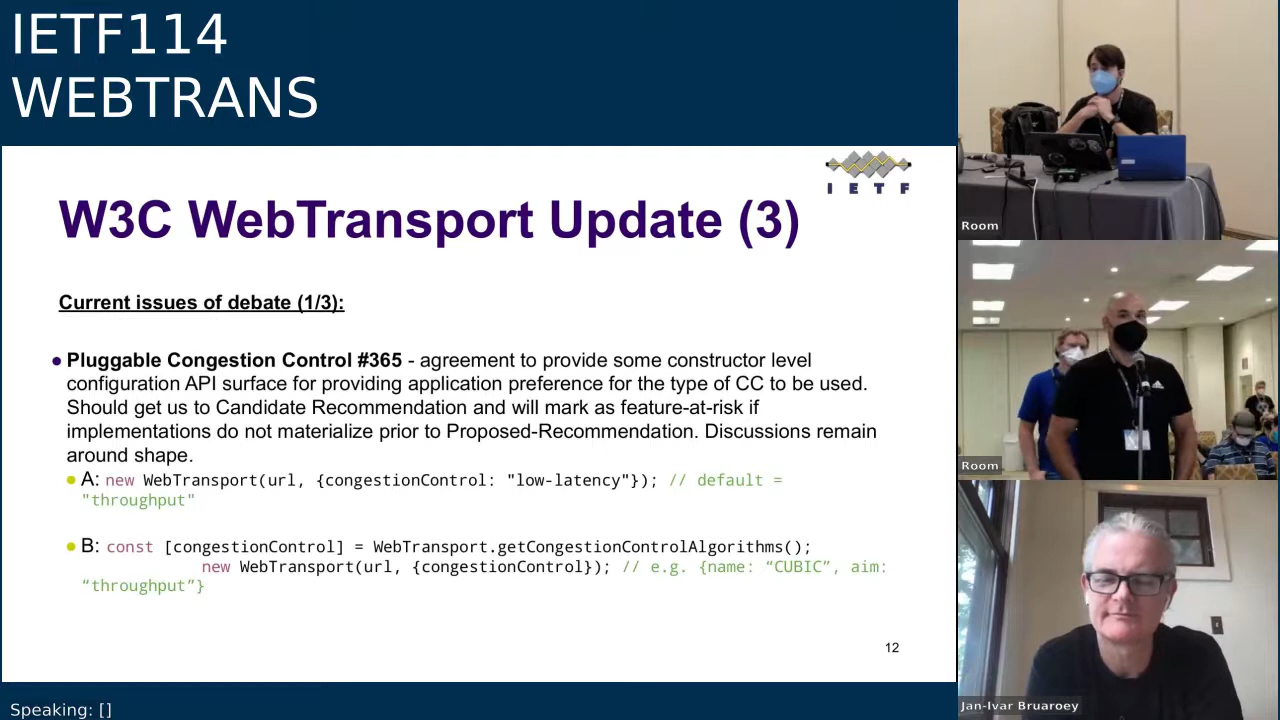 IETF114
WEBTRANS
I E T F
W3C WebTransport Update (3)
Current issues of debate (1/3):
● Pluggable Congestion Control #365 - agreement to provide some constructor level
configuration API surface for providing application preference for the type of CC to be used.
Should get us to Candidate Recommendation and will mark as feature-at-risk if
implementations do not materialize prior to Proposed-Recommendation. Discussions remain
around shape.
● A: new WebTransport(url, {congestionControl: "low-latency"}); // default =
"throughput"
● B: const [congestionControl] = WebTransport.getCongestionControlAlgorithms();
new WebTransport(url, {congestionControl}); // e.g. {name: “CUBIC”, aim:
“throughput”}
12
Speaking: []
Room
Room
Jan-Ivar Bruaroey